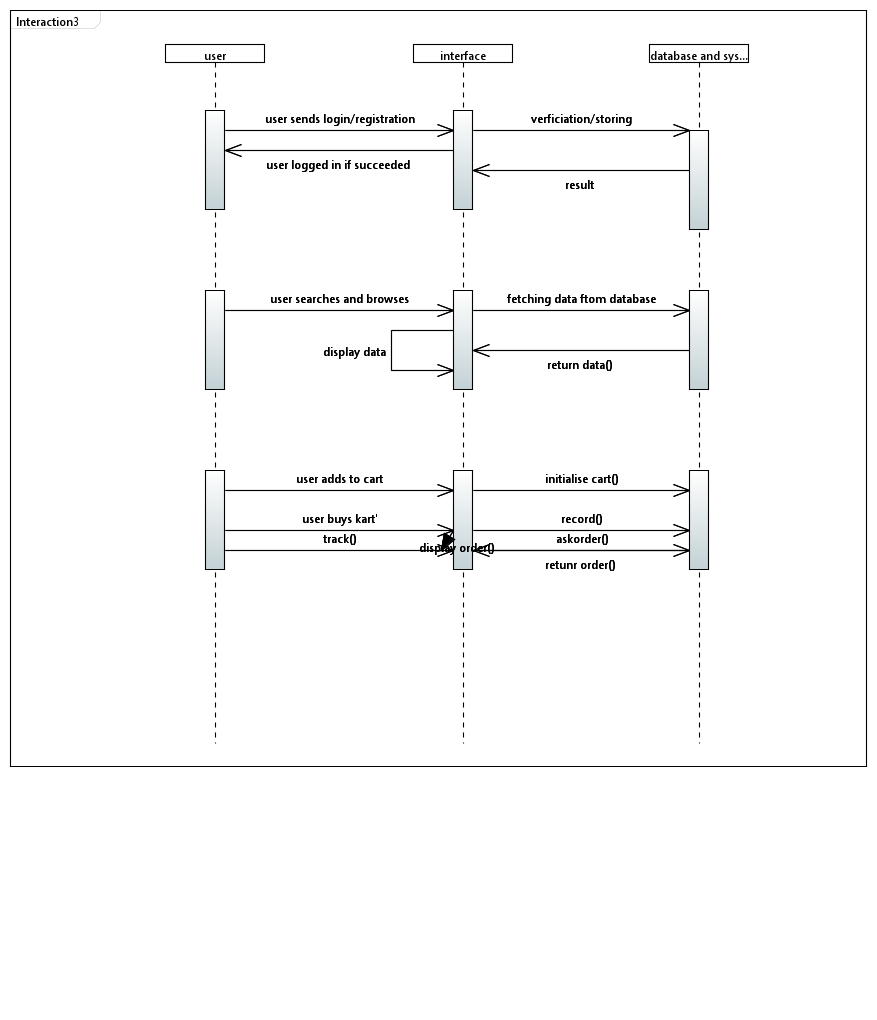 Interaction3
user
interface
database and sys...
user sends login/registration
verficiation/storing
user logged in if succeeded
result
user searches and browses
fetching data ftom database
display data
return data()
user adds to cart
initialise cart()
user buys kart'
record()
track()
askorder()
display order()
retunr order()